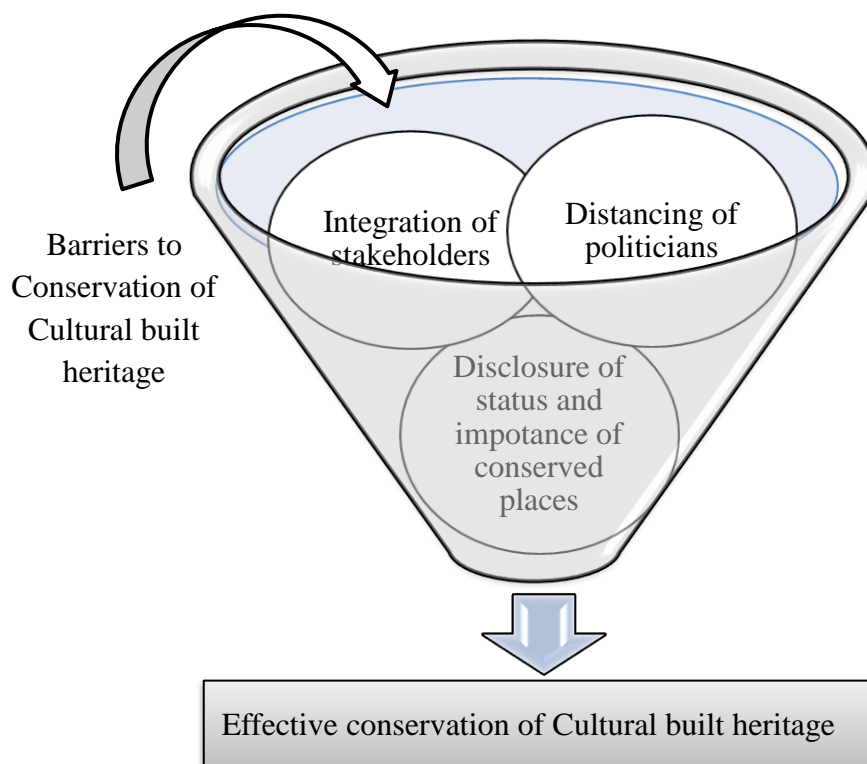 Barriers to
Conservation of
Cultural built
heritage
Integration of
stakeholders
Distancing of
politicians
Disclosure of
status and
impotance of
conserved
places
Effective conservation of Cultural built heritage